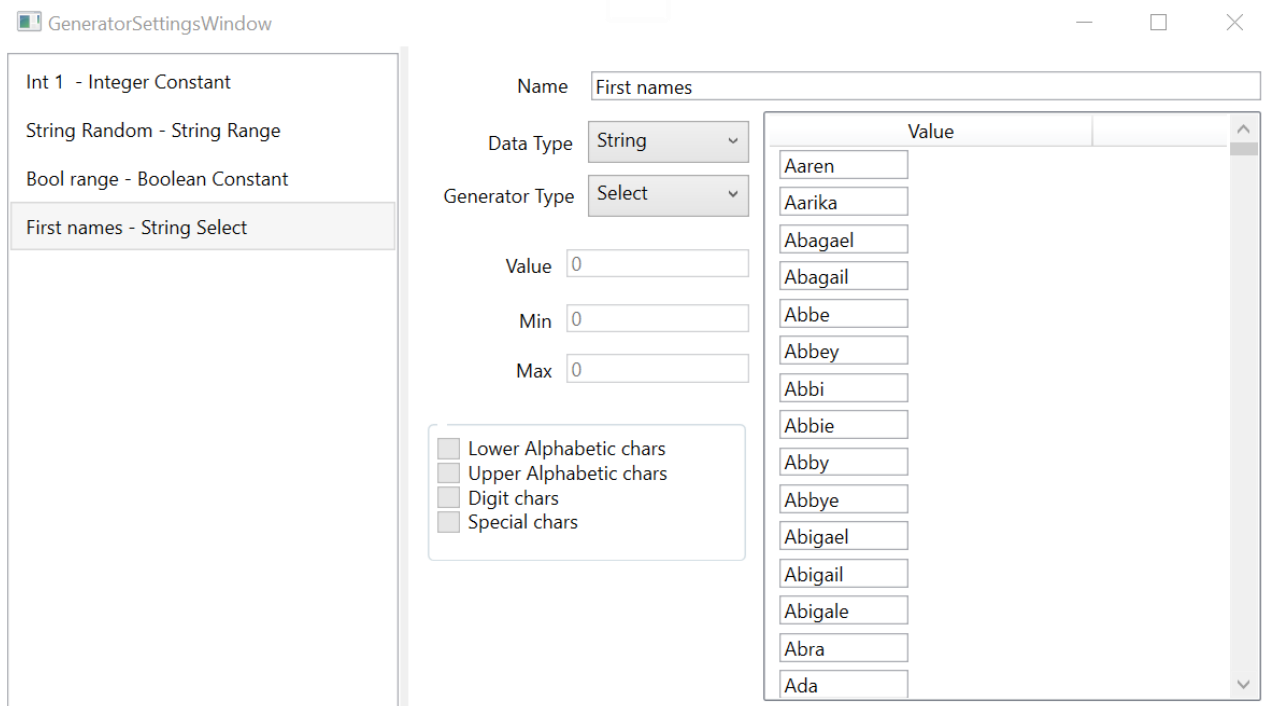 GeneratorSettingsWindow
Int 1  - Integer Constant
String Random - String Range
Bool range - Boolean Constant
First names - String Select
Name First names
Data Type String
Generator Type Select
Value 0
Min 0
Max 0
Lower Alphabetic chars
Upper Alphabetic chars
Digit chars
Special chars
Value
Aaren
Aarika
Abagael
Abagail
Abbe
Abbey
Abbi
Abbie
Abby
Abbye
Abigael
Abigail
Abigale
Abra
Ada